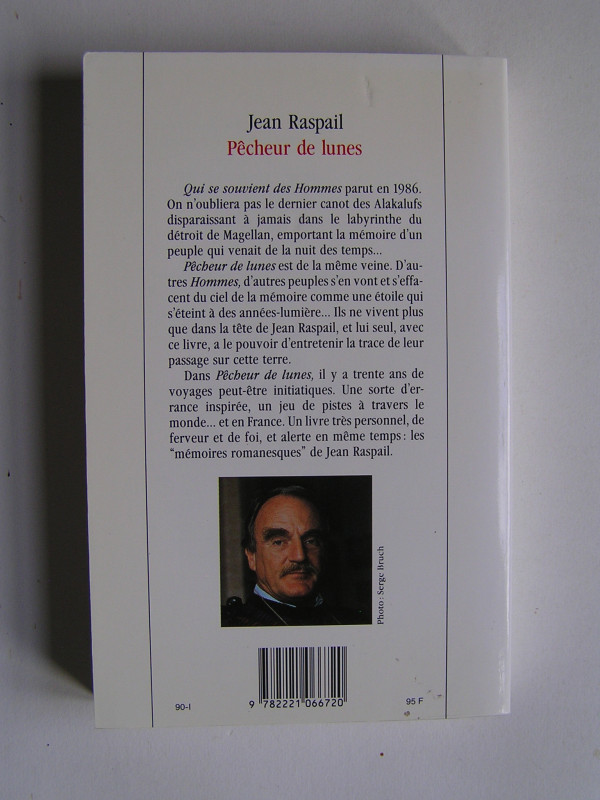 Jean Raspail
Pêcheur de lunes
Qui se souvient des Hommes parut en 1986.
On n'oubliera pas le dernier canot des Alakalufs
disparaissant à jamais dans le labyrinthe du
détroit de Magellan, emportant la mémoire d'un
peuple qui venait de la nuit des temps...
Pêcheur de lunes est de la même veine. D'au-
tres Hommes, d'autres peuples s'en vont et s'effa-
cent du ciel de la mémoire comme une étoile qui
s'éteint à des années-lumière... Ils ne vivent plus
que dans la tête de Jean Raspail, et lui seul, avec
ce livre, a le pouvoir d'entretenir la trace de leur
passage sur cette terre.
Dans Pêcheur de lunes, il y a trente ans de
voyages peut-être initiatiques. Une sorte d'er-
rance inspirée, un jeu de pistes à travers le
monde... et en France. Un livre très personnel, de
ferveur et de foi, et alerte en même temps : les
“mémoires romanesques” de Jean Raspail.
Photo : Serge Bruch
90-I
9 782221 066720
95 F